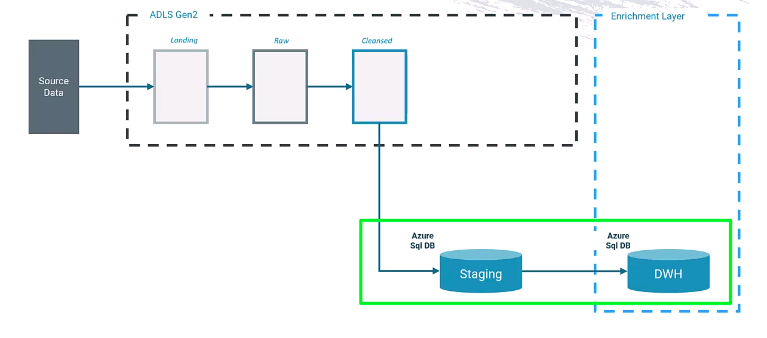 ADLS Gen2
Enrichment Layer
Landing
Raw
Cleansed
Source
Data
Azure
Sql DB
Azure
Sql DB
Staging
DWH